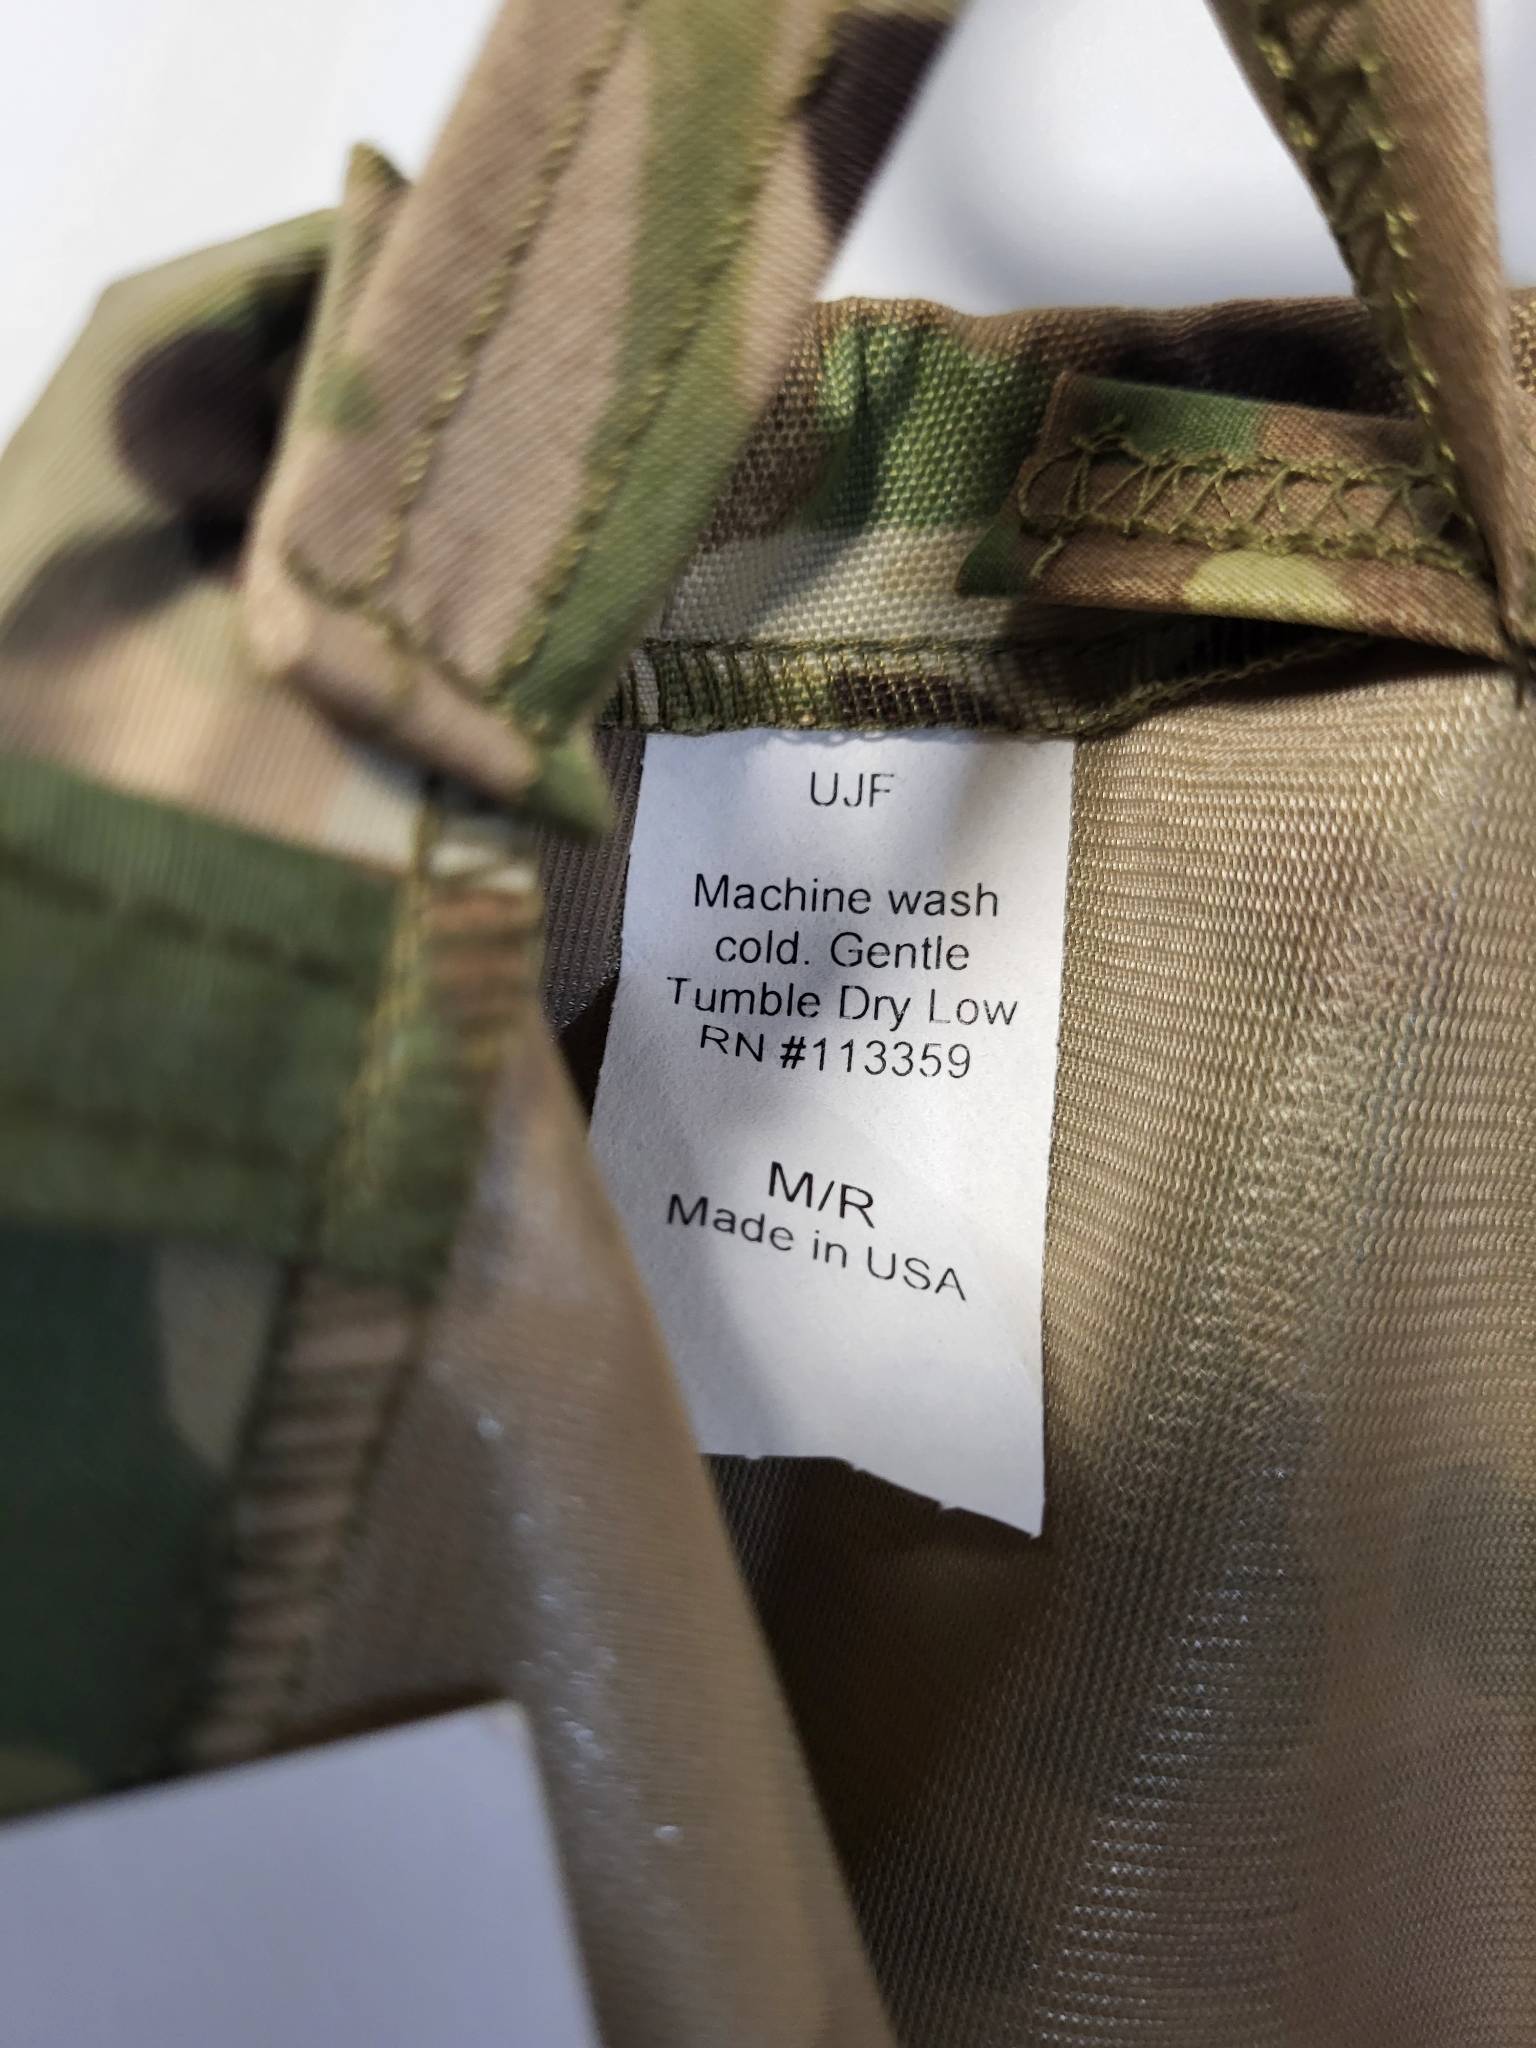 UJF
Machine wash
cold. Gentle
Tumble Dry Low
RN #113359
M/R
Made in USA